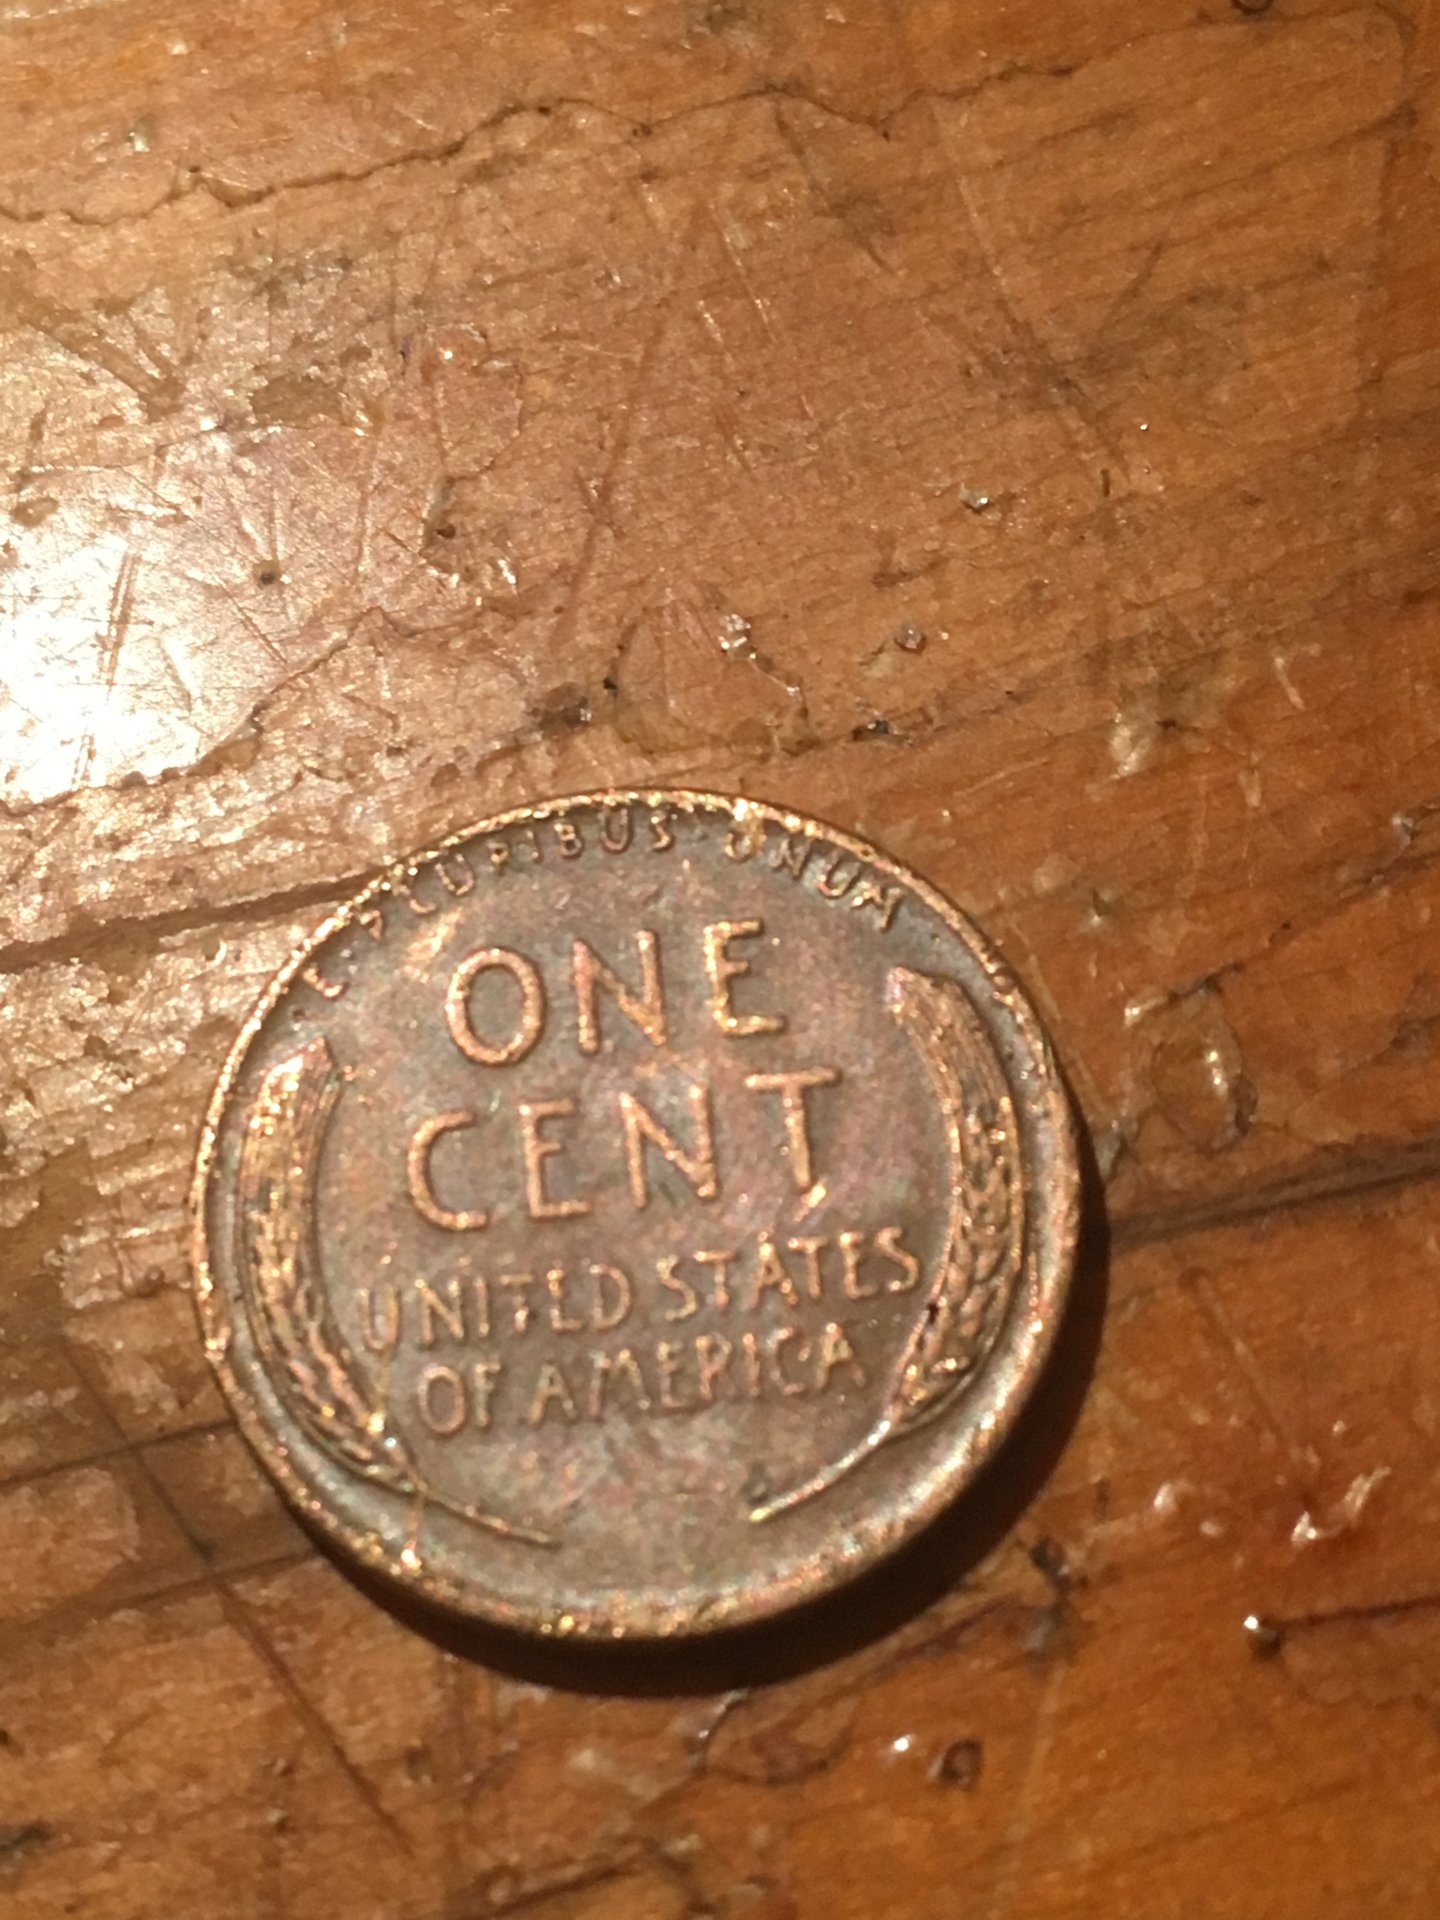 E PLURIBUS UNUM
ONE
CENT
UNITED STATES
OF AMERICA